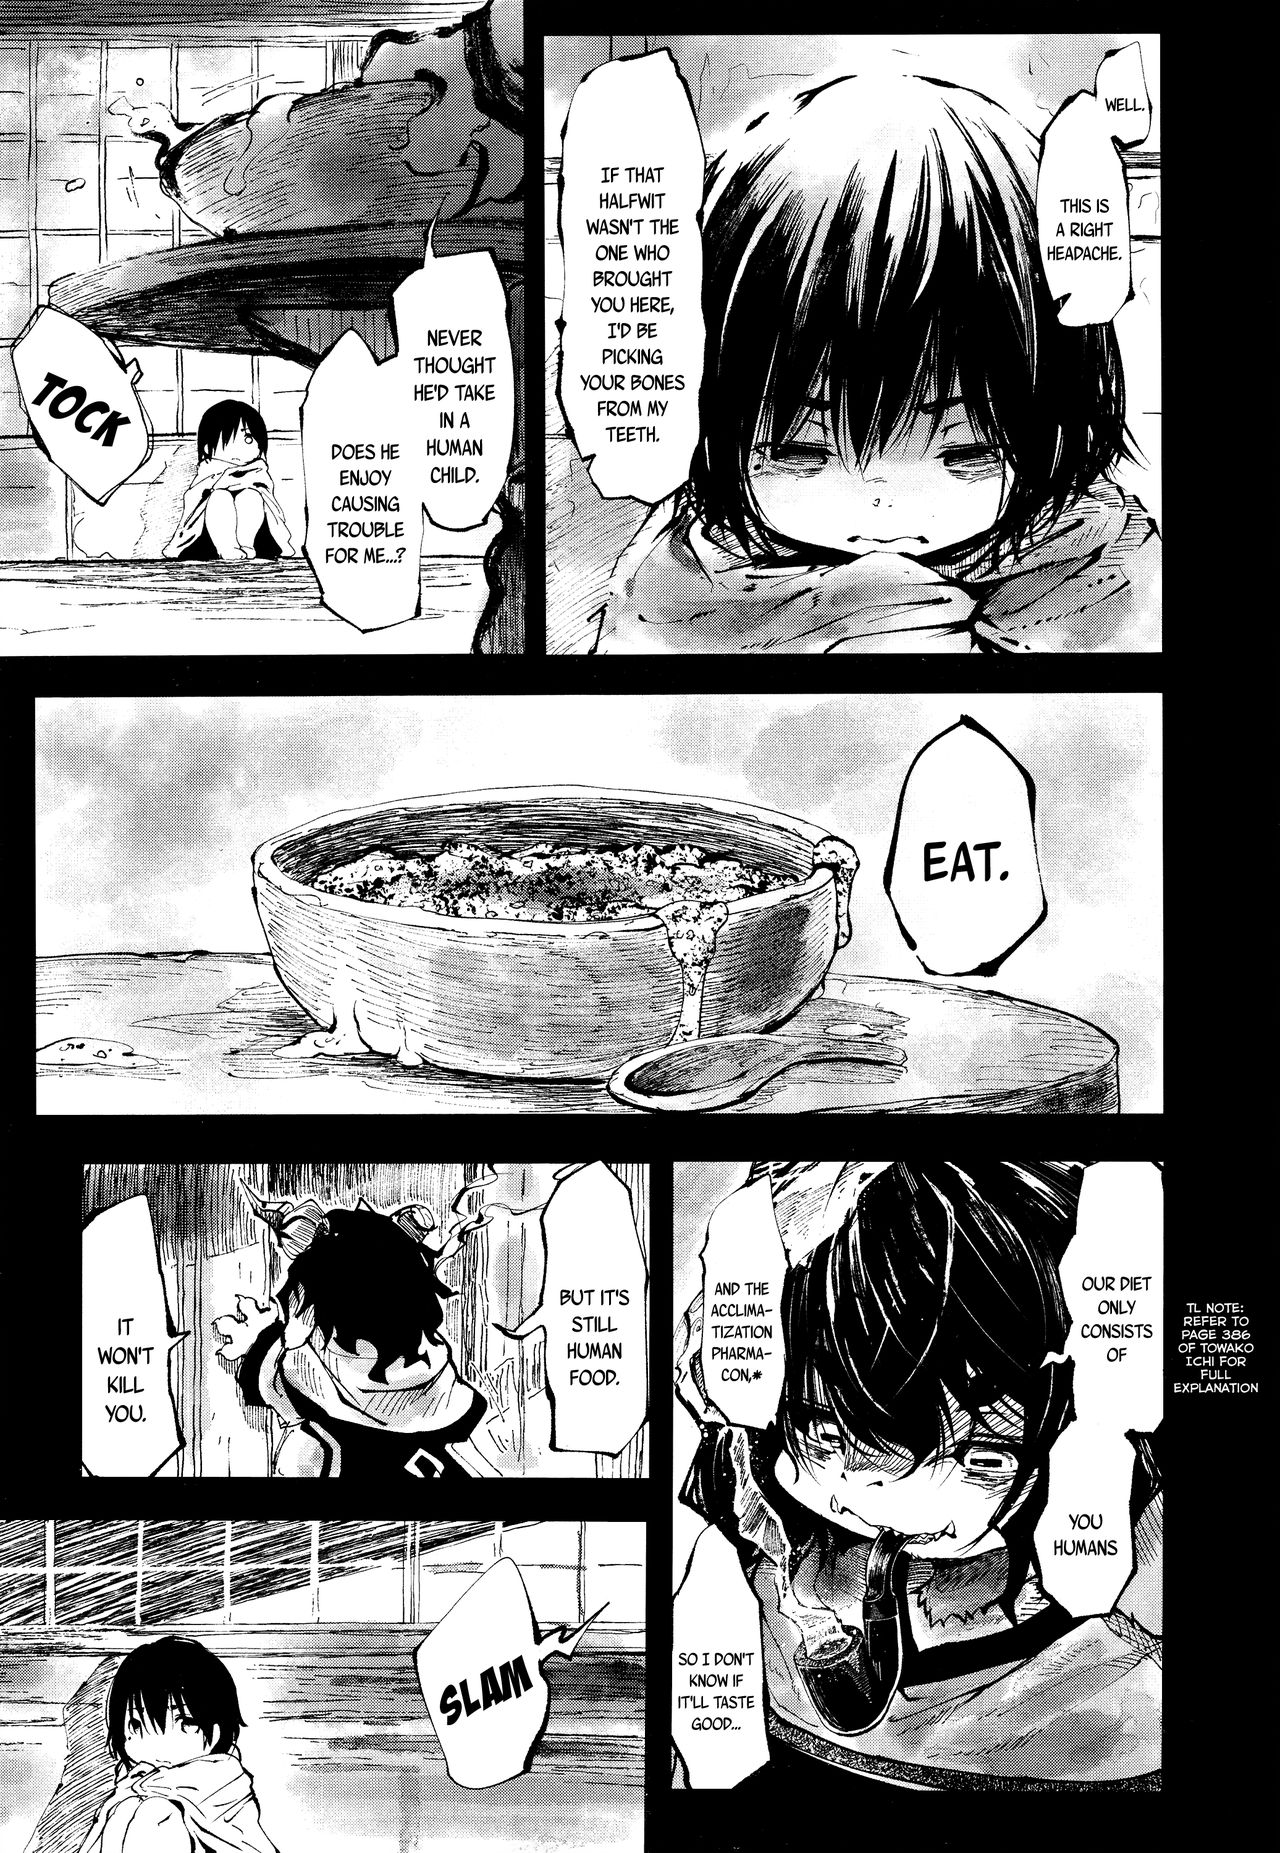 WELL.
THIS IS
A RIGHT
HEADACHE.
IF THAT
HALFWIT
WASN'T THE
ONE WHO
BROUGHT
YOU HERE,
I'D BE
PICKING
YOUR BONES
FROM MY
TEETH.
NEVER
THOUGHT
HE'D TAKE
IN A
HUMAN
CHILD.
DOES HE
ENJOY
CAUSING
TROUBLE
FOR ME...?
TOCK
EAT.
OUR DIET
ONLY
CONSISTS
OF
YOU
HUMANS
AND THE
ACCLIMA-
TIZATION
PHARMA-
CON,*
SO I DON'T
KNOW IF
IT'LL TASTE
GOOD...
TL NOTE:
REFER TO
PAGE 386
OF TOWAKO
ICHI FOR
FULL
EXPLANATION
BUT IT'S
STILL
HUMAN
FOOD.
IT
WON'T
KILL
YOU.
SLAM